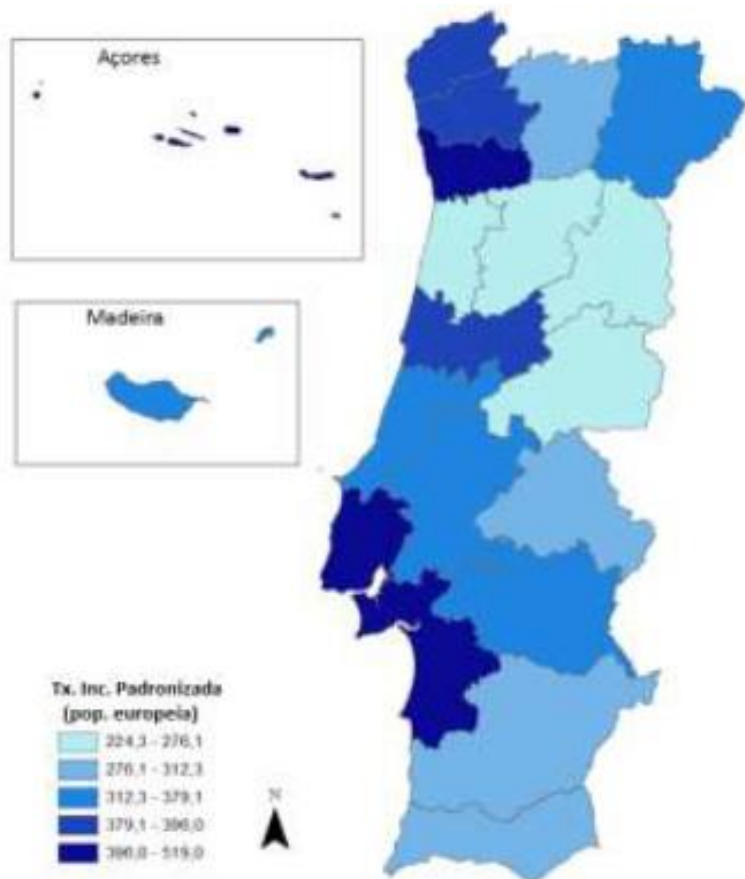 Açores
Madeira
Tx. Inc. Padronizada
(pop. europeia)
224,3 - 276,1
276,1 - 312,3
312,3 - 379,1
379,1 - 396,0
396,0 - 519,0
N